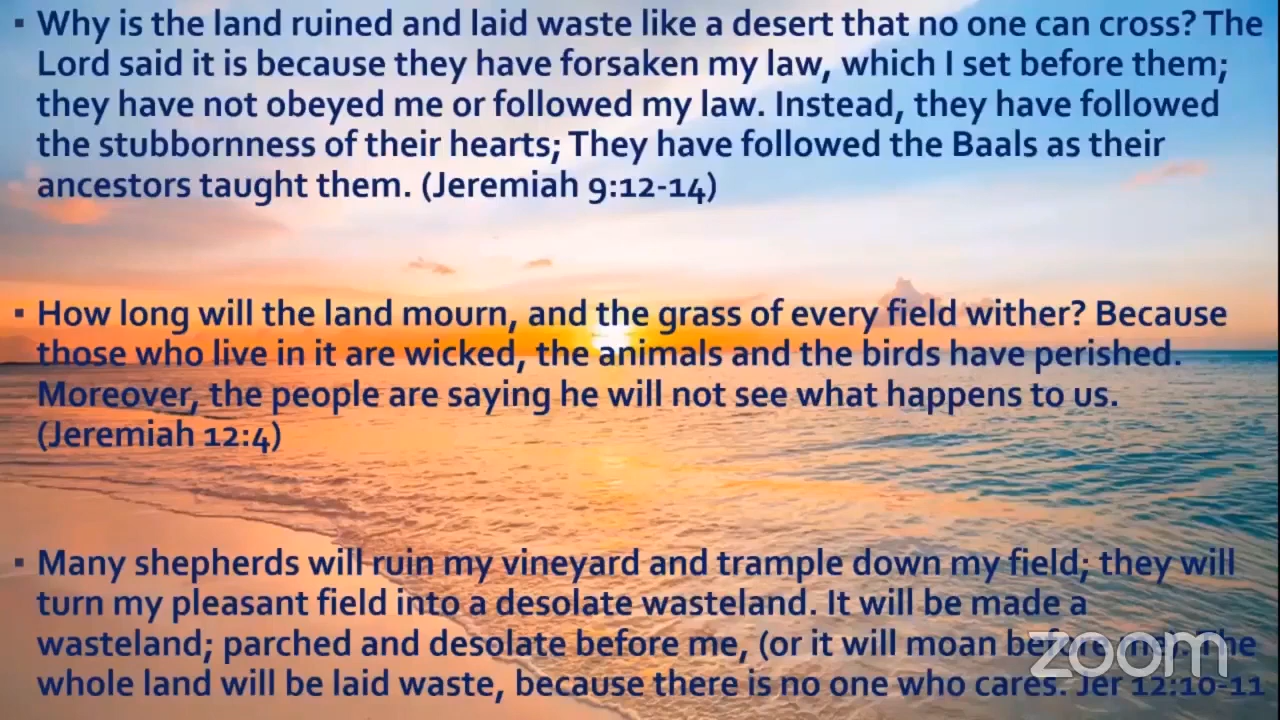 ▪ Why is the land ruined and laid waste like a desert that no one can cross? The
Lord said it is because they have forsaken my law, which I set before them;
they have not obeyed me or followed my law. Instead, they have followed
the stubbornness of their hearts; They have followed the Baals as their
ancestors taught them. (Jeremiah 9:12-14)
▪ How long will the land mourn, and the grass of every field wither? Because
those who live in it are wicked, the animals and the birds have perished.
Moreover, the people are saying he will not see what happens to us.
(Jeremiah 12:4)
▪ Many shepherds will ruin my vineyard and trample down my field; they will
turn my pleasant field into a desolate wasteland. It will be made a
wasteland; parched and desolate before me, (or it will moan before me). The
whole land will be laid waste, because there is no one who cares. Jer 12:10-11
zoom